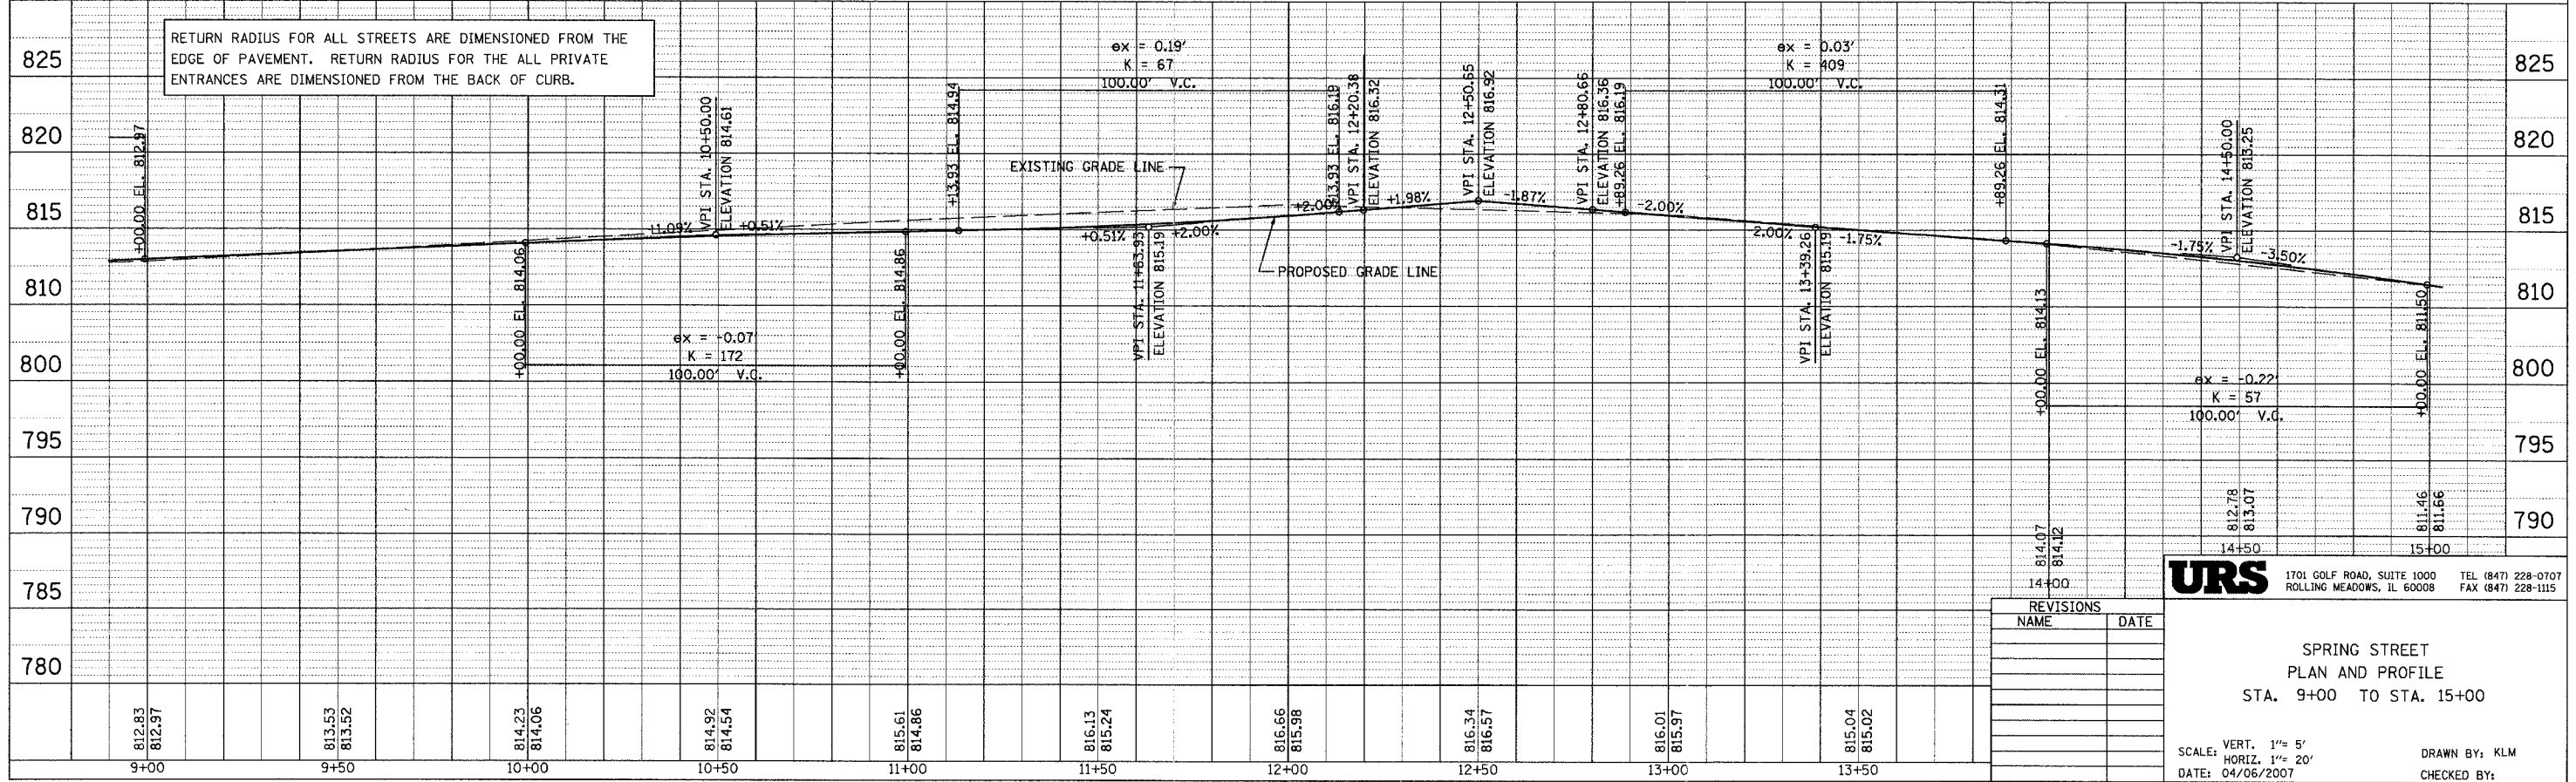 RETURN RADIUS FOR ALL STREETS ARE DIMENSIONED FROM THE
EDGE OF PAVEMENT. RETURN RADIUS FOR THE ALL PRIVATE
ENTRANCES ARE DIMENSIONED FROM THE BACK OF CURB.
825
820
815
810
800
795
790
785
780
+00.00 EL. 812.97
+00.00 EL. 814.06
1.09%
VPI STA. 10+50.00
ELEVATION 814.61
+0.51%
ex = -0.07'
K = 172
100.00' V.C.
+00.00 EL. 814.86
+13.93 EL. 814.94
ex = 0.19'
K = 67
100.00' V.C.
EXISTING GRADE LINE
+0.51%
VPI STA. 11+63.93
ELEVATION 815.19
+2.00%
PROPOSED GRADE LINE
+2.00%
+13.93 EL. 816.19
VPI STA. 12+20.38
ELEVATION 816.32
+1.98%
VPI STA. 12+50.65
ELEVATION 816.92
-1.87%
VPI STA. 12+80.66
ELEVATION 816.36
+89.26 EL. 816.19
-2.00%
ex = 0.03'
K = 409
100.00' V.C.
2.00%
VPI STA. 13+39.26
ELEVATION 815.19
-1.75%
+89.26 EL. 814.31
+00.00 EL. 814.13
-1.75%
VPI STA. 14+50.00
ELEVATION 813.25
-3.50%
ex = -0.22'
K = 57
100.00' V.C.
+00.00 EL. 811.50
825
820
815
810
800
795
790
812.83
812.97
813.53
813.52
814.23
814.06
814.92
814.54
815.61
814.86
816.13
815.24
816.66
815.98
816.34
816.57
816.01
815.97
815.04
815.02
814.07
814.12
812.78
813.07
811.46
811.66
9+00
9+50
10+00
10+50
11+00
11+50
12+00
12+50
13+00
13+50
14+00
14+50
15+00
URS
1701 GOLF ROAD, SUITE 1000 TEL (847) 228-0707
ROLLING MEADOWS, IL 60008 FAX (847) 228-1115
REVISIONS
NAME DATE
SPRING STREET
PLAN AND PROFILE
STA. 9+00 TO STA. 15+00
SCALE: VERT. 1"= 5'
HORIZ. 1"= 20'
DATE: 04/06/2007
DRAWN BY: KLM
CHECKED BY: